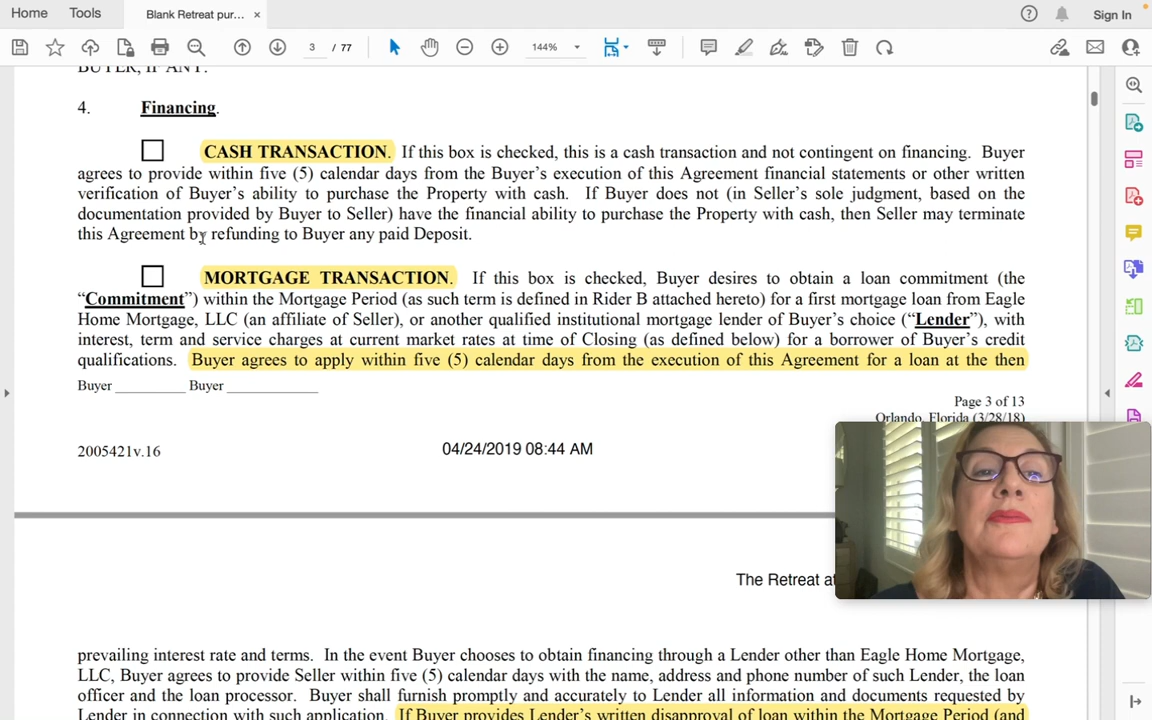 Home Tools Blank Retreat pur... × Sign In
3 / 77 144%
BUYER, IF ANY.
4. Financing.
CASH TRANSACTION. If this box is checked, this is a cash transaction and not contingent on financing. Buyer
agrees to provide within five (5) calendar days from the Buyer’s execution of this Agreement financial statements or other written
verification of Buyer’s ability to purchase the Property with cash. If Buyer does not (in Seller’s sole judgment, based on the
documentation provided by Buyer to Seller) have the financial ability to purchase the Property with cash, then Seller may terminate
this Agreement by refunding to Buyer any paid Deposit.
MORTGAGE TRANSACTION. If this box is checked, Buyer desires to obtain a loan commitment (the
“Commitment”) within the Mortgage Period (as such term is defined in Rider B attached hereto) for a first mortgage loan from Eagle
Home Mortgage, LLC (an affiliate of Seller), or another qualified institutional mortgage lender of Buyer’s choice (“Lender”), with
interest, term and service charges at current market rates at time of Closing (as defined below) for a borrower of Buyer’s credit
qualifications. Buyer agrees to apply within five (5) calendar days from the execution of this Agreement for a loan at the then
Buyer __________ Buyer _____________
Page 3 of 13
Orlando, Florida (3/28/18)
2005421v.16 04/24/2019 08:44 AM
The Retreat at
prevailing interest rate and terms. In the event Buyer chooses to obtain financing through a Lender other than Eagle Home Mortgage,
LLC, Buyer agrees to provide Seller within five (5) calendar days with the name, address and phone number of such Lender, the loan
officer and the loan processor. Buyer shall furnish promptly and accurately to Lender all information and documents requested by
Lender in connection with such application. If Buyer provides Lender’s written disapproval of loan within the Mortgage Period (and